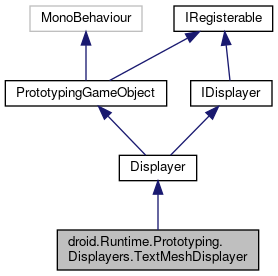 MonoBehaviour
IRegisterable
PrototypingGameObject
IDisplayer
Displayer
droid.Runtime.Prototyping.
Displayers.TextMeshDisplayer